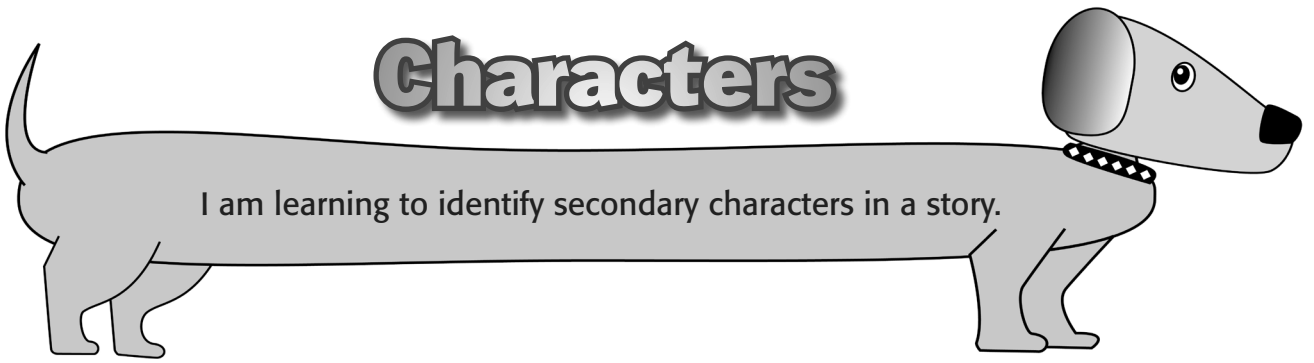 Characters
I am learning to identify secondary characters in a story.